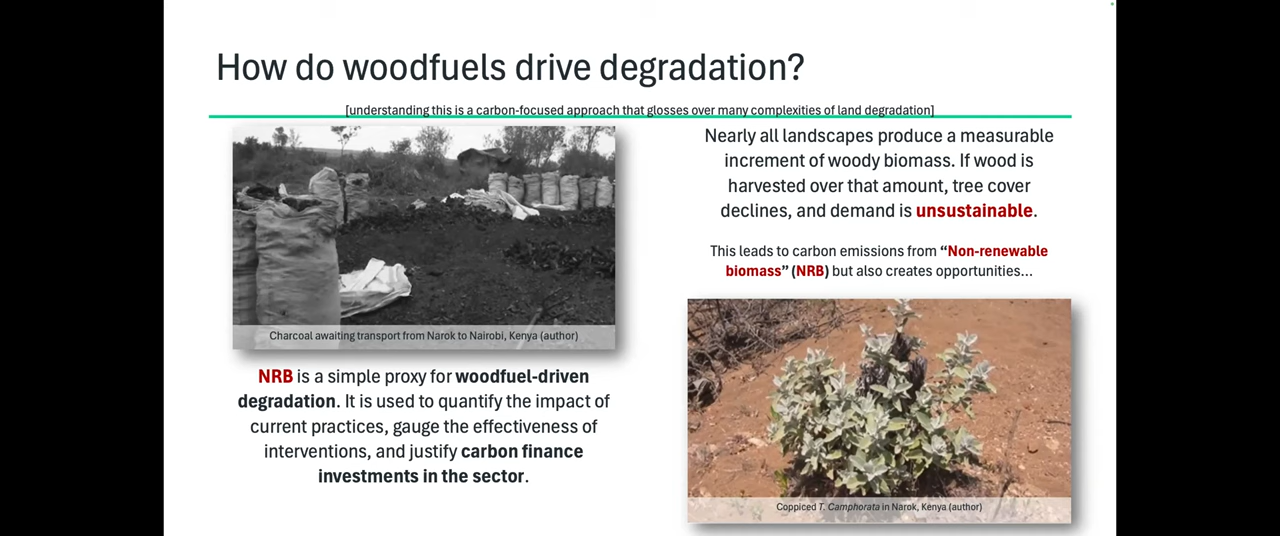 How do woodfuels drive degradation?
[understanding this is a carbon-focused approach that glosses over many complexities of land degradation]
Charcoal awaiting transport from Narok to Nairobi, Kenya (author)
NRB is a simple proxy for woodfuel-driven
degradation. It is used to quantify the impact of
current practices, gauge the effectiveness of
interventions, and justify carbon finance
investments in the sector.
Nearly all landscapes produce a measurable
increment of woody biomass. If wood is
harvested over that amount, tree cover
declines, and demand is unsustainable.
This leads to carbon emissions from “Non-renewable
biomass” (NRB) but also creates opportunities...
Coppiced T. Camphorata in Narok, Kenya (author)